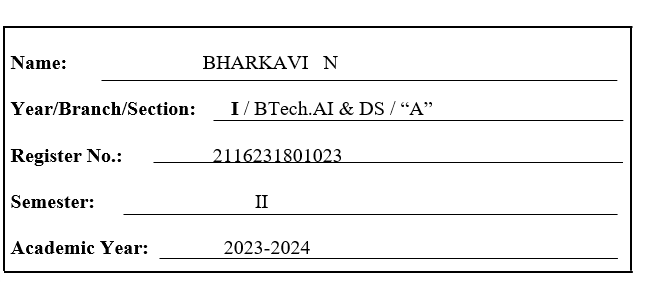 Name: BHARKAVI N
Year/Branch/Section: I / BTech.AI & DS / “A”
Register No.: 2116231801023
Semester: II
Academic Year: 2023-2024